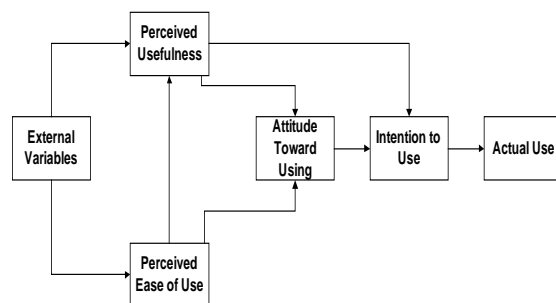 Perceived
Usefulness
External
Variables
Attitude
Toward
Using
Intention to
Use
Actual Use
Perceived
Ease of Use